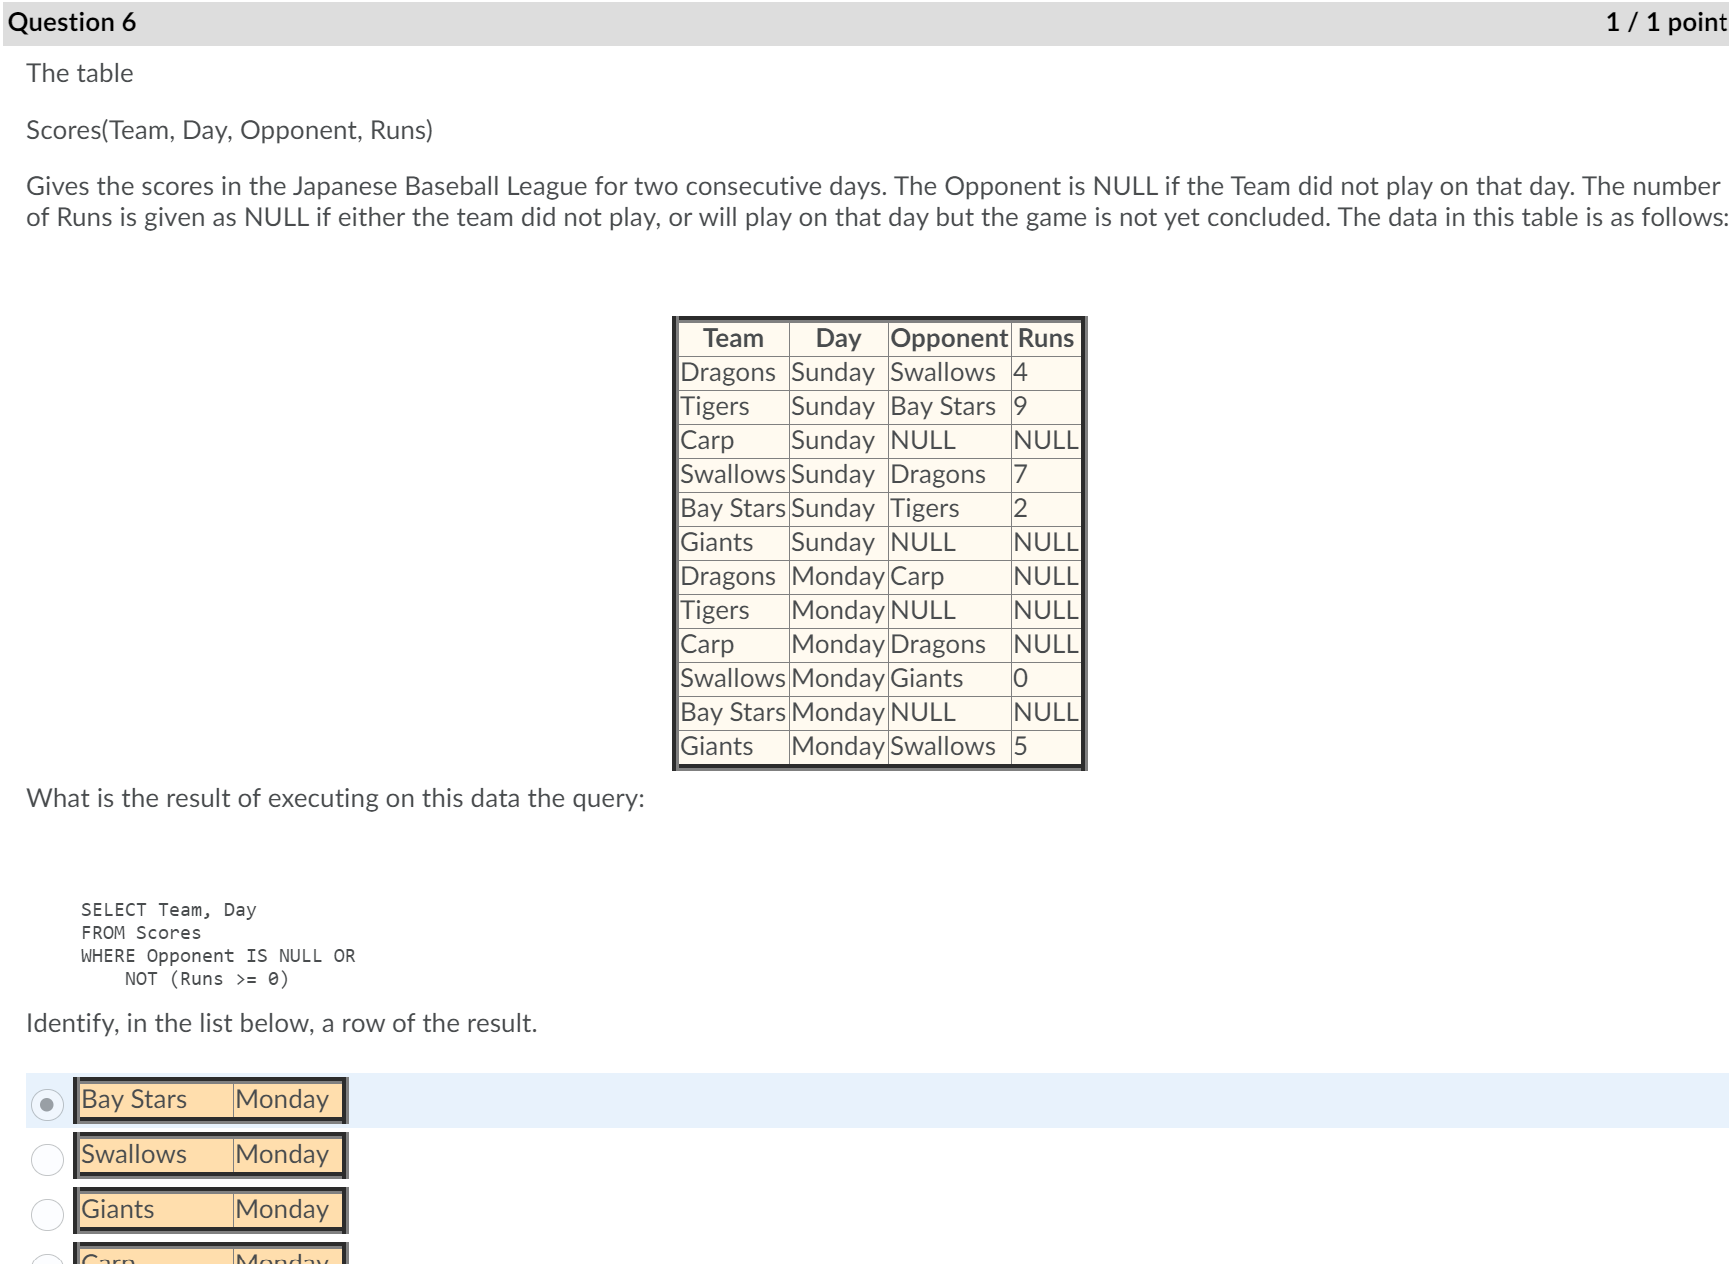 Question 6 1 / 1 point
The table
Scores(Team, Day, Opponent, Runs)
Gives the scores in the Japanese Baseball League for two consecutive days. The Opponent is NULL if the Team did not play on that day. The number
of Runs is given as NULL if either the team did not play, or will play on that day but the game is not yet concluded. The data in this table is as follows:
Team Day Opponent Runs
Dragons Sunday Swallows 4
Tigers Sunday Bay Stars 9
Carp Sunday NULL NULL
Swallows Sunday Dragons 7
Bay Stars Sunday Tigers 2
Giants Sunday NULL NULL
Dragons Monday Carp NULL
Tigers Monday NULL NULL
Carp Monday Dragons NULL
Swallows Monday Giants 0
Bay Stars Monday NULL NULL
Giants Monday Swallows 5
What is the result of executing on this data the query:
SELECT Team, Day
FROM Scores
WHERE Opponent IS NULL OR
NOT (Runs >= 0)
Identify, in the list below, a row of the result.
Bay Stars Monday
Swallows Monday
Giants Monday
Carp Monday